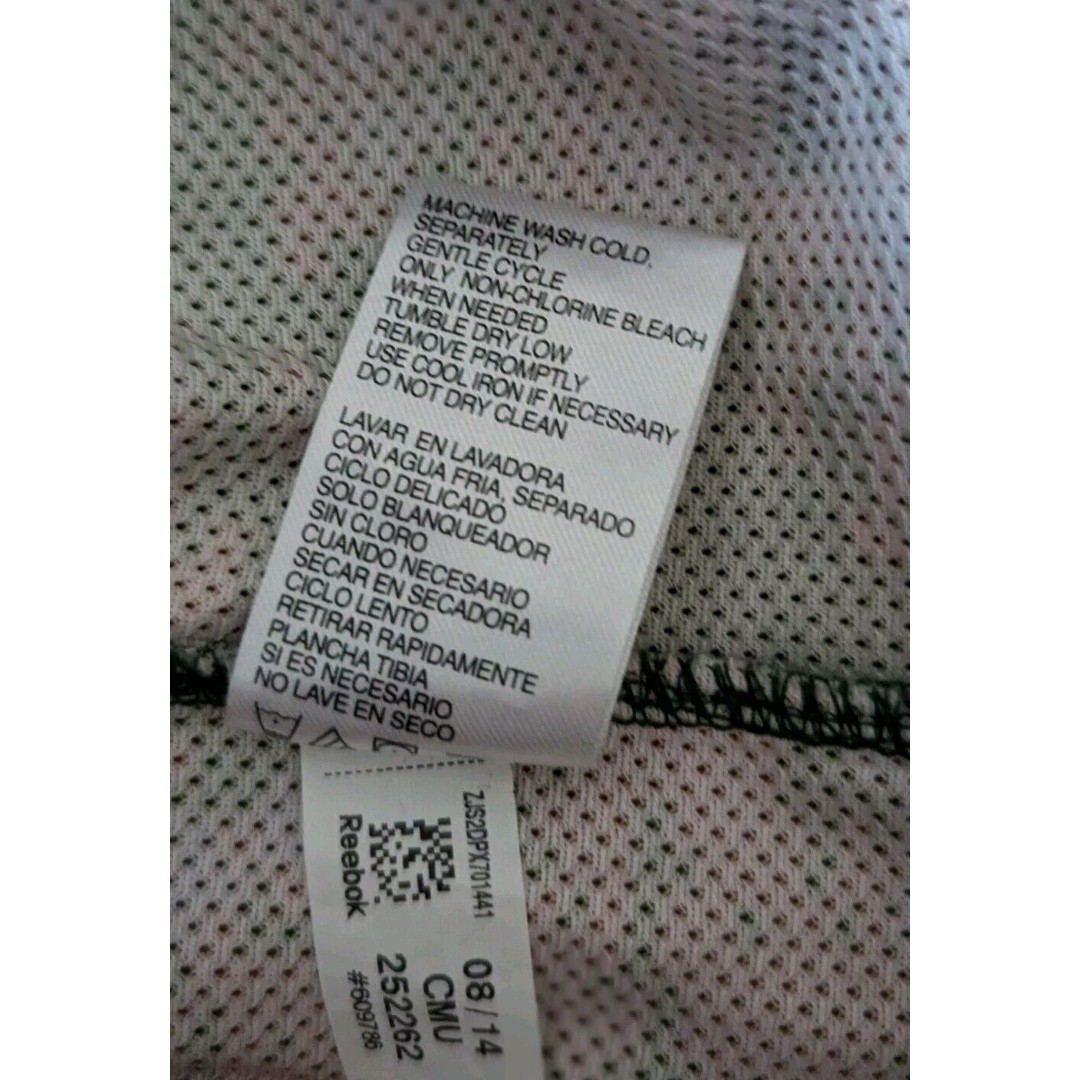 MACHINE WASH COLD,
SEPARATELY
GENTLE CYCLE
ONLY NON-CHLORINE BLEACH
WHEN NEEDED
TUMBLE DRY LOW
REMOVE PROMPTLY
USE COOL IRON IF NECESSARY
DO NOT DRY CLEAN
LAVAR EN LAVADORA
CON AGUA FRIA, SEPARADO
CICLO DELICADO
SOLO BLANQUEADOR
SIN CLORO
CUANDO NECESARIO
SECAR EN SECADORA
CICLO LENTO
RETIRAR RAPIDAMENTE
PLANCHA TIBIA
SI ES NECESARIO
NO LAVE EN SECO
ZJS2DPX701441
Reebok
08/14
CMU
252262
#609786